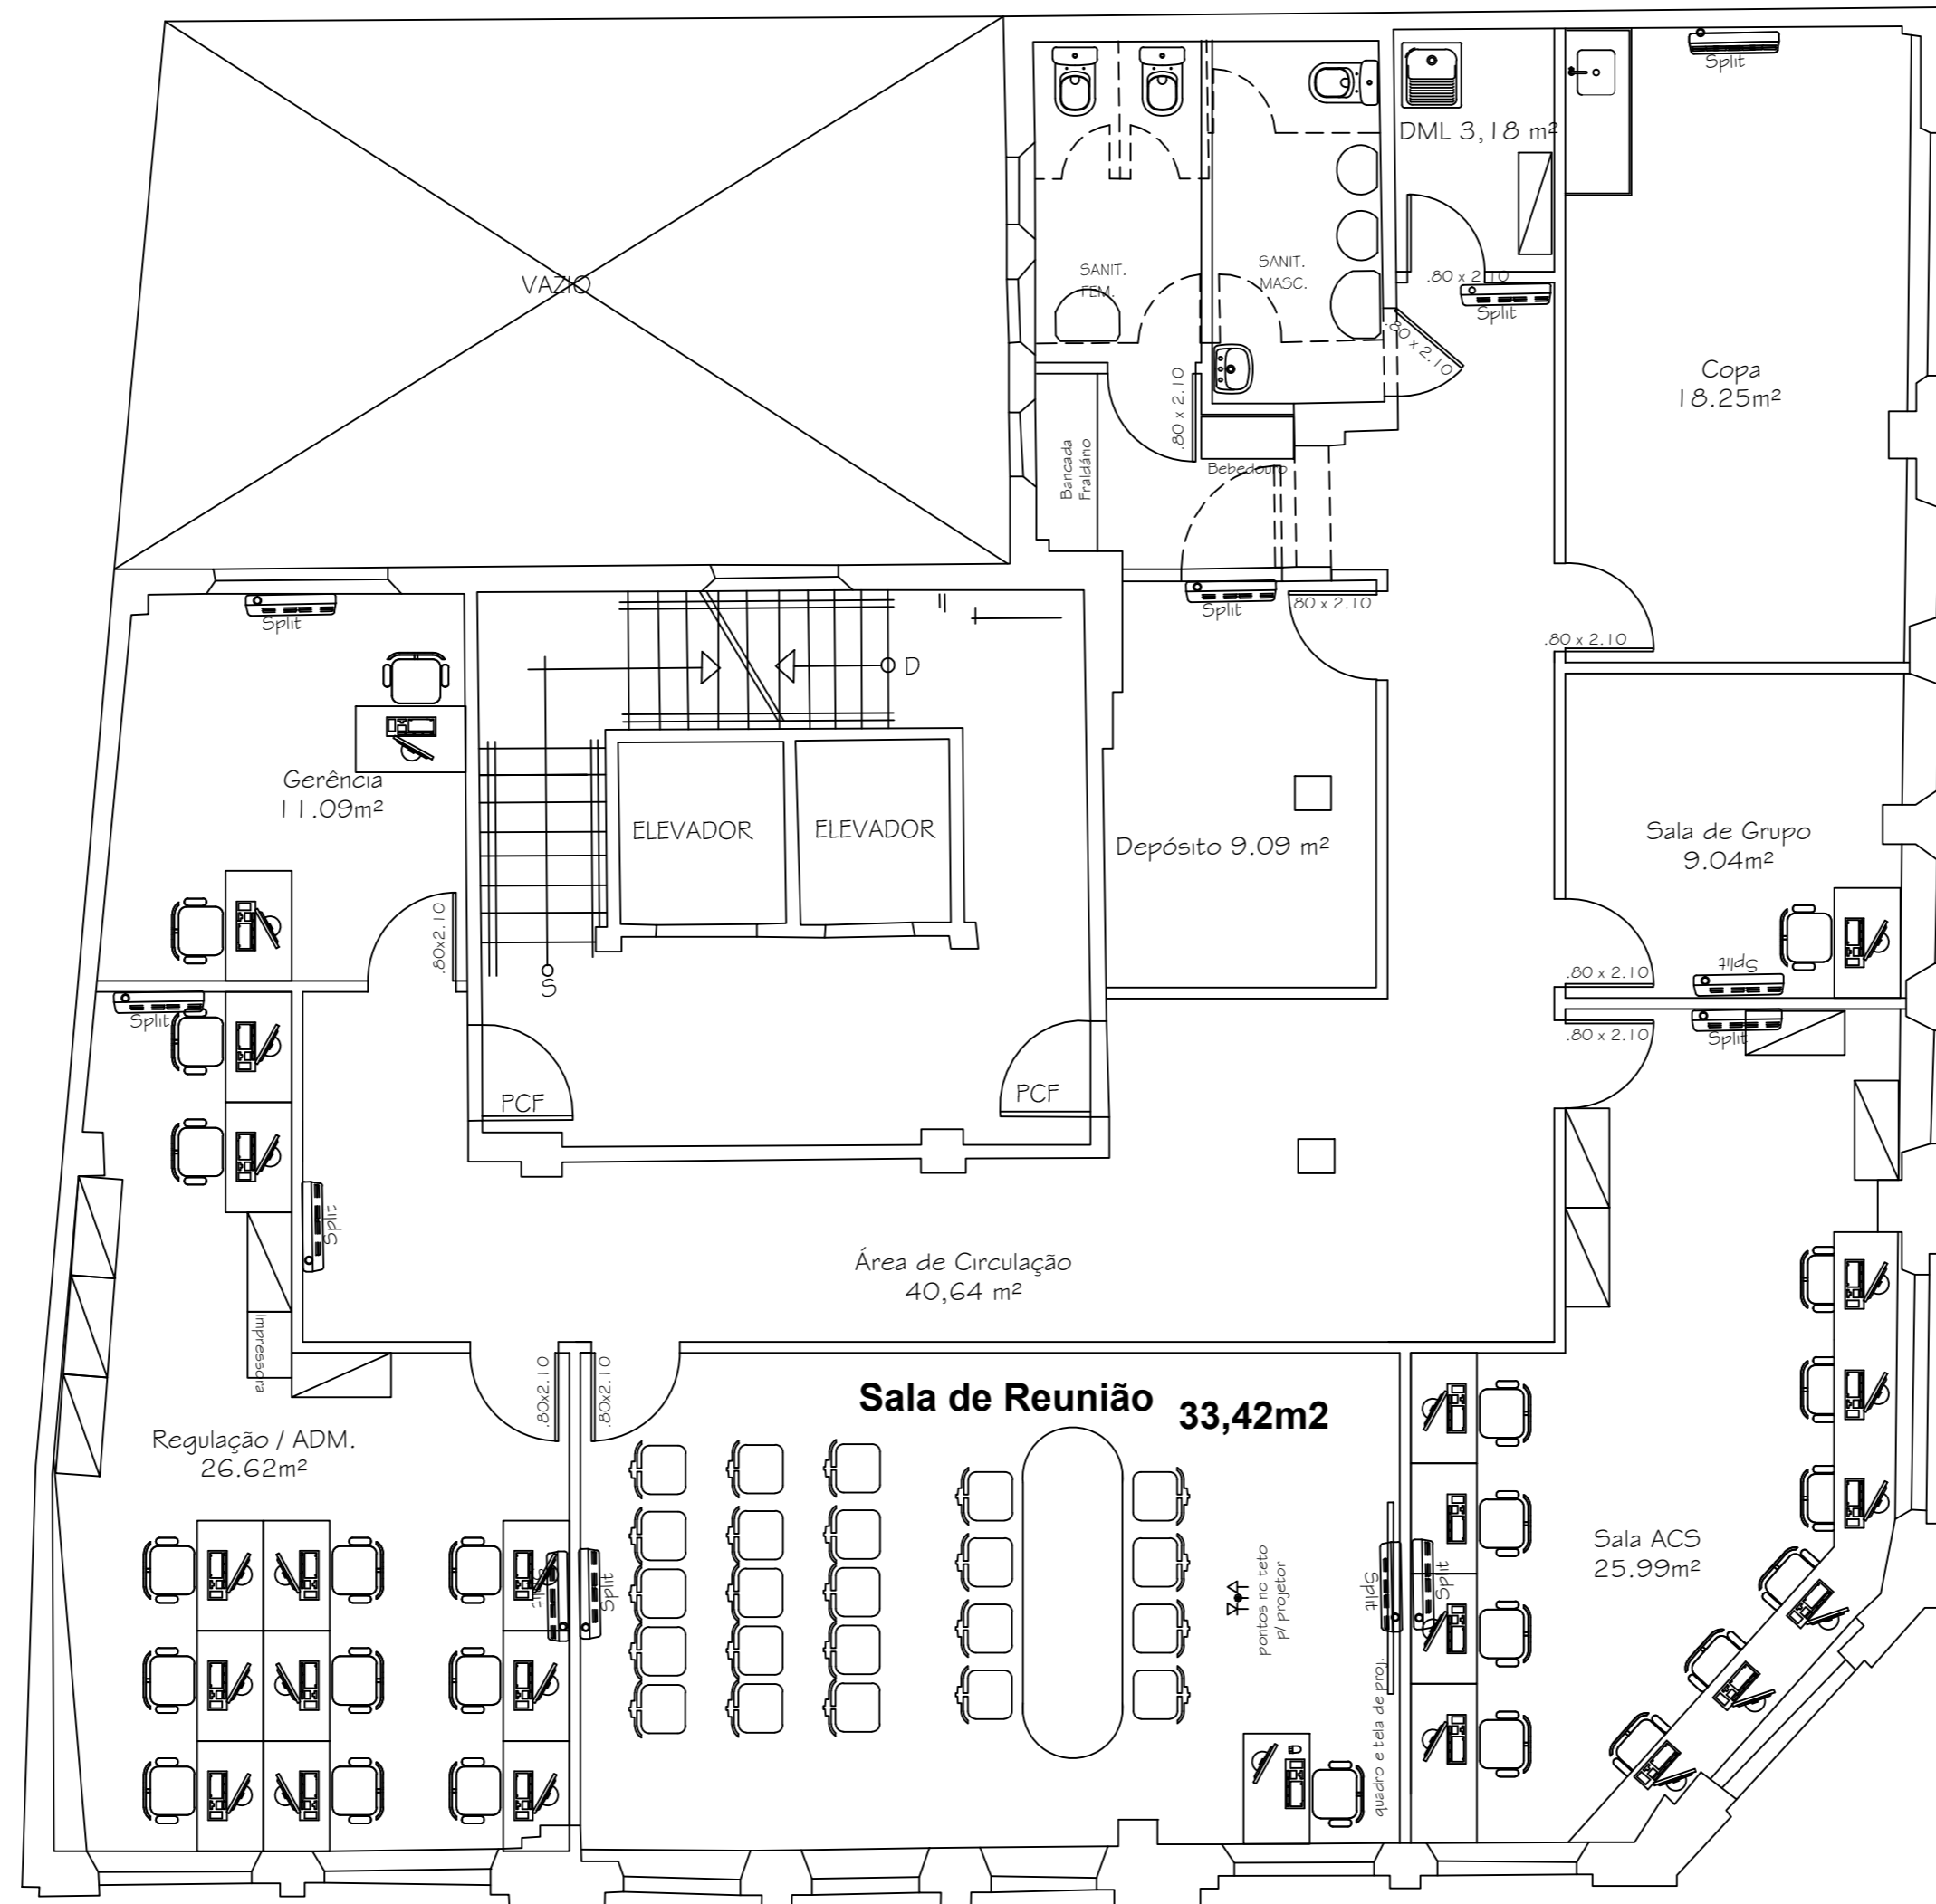 Split
DML 3,18 m²
VAZIO
SANIT.
FEM.
SANIT.
MASC.
.80 x 2.10
Split
.80 x 2.10
Copa
18.25m²
.80 x 2.10
Bancada
Fraldário
Bebedouro
Split
Split
.80 x 2.10
.80 x 2.10
D
Gerência
11.09m²
ELEVADOR
ELEVADOR
Depósito 9.09 m²
Sala de Grupo
9.04m²
.80x2.10
S
.80 x 2.10
Split
Split
.80 x 2.10
Split
PCF
PCF
Split
Área de Circulação
40,64 m²
Impressora
.80x2.10
.80x2.10
Sala de Reunião 33,42m2
Regulação / ADM.
26.62m²
Split
Split
pontos no teto
p/ projetor
Split
Split
Sala ACS
25.99m²
quadro e tela de proj.